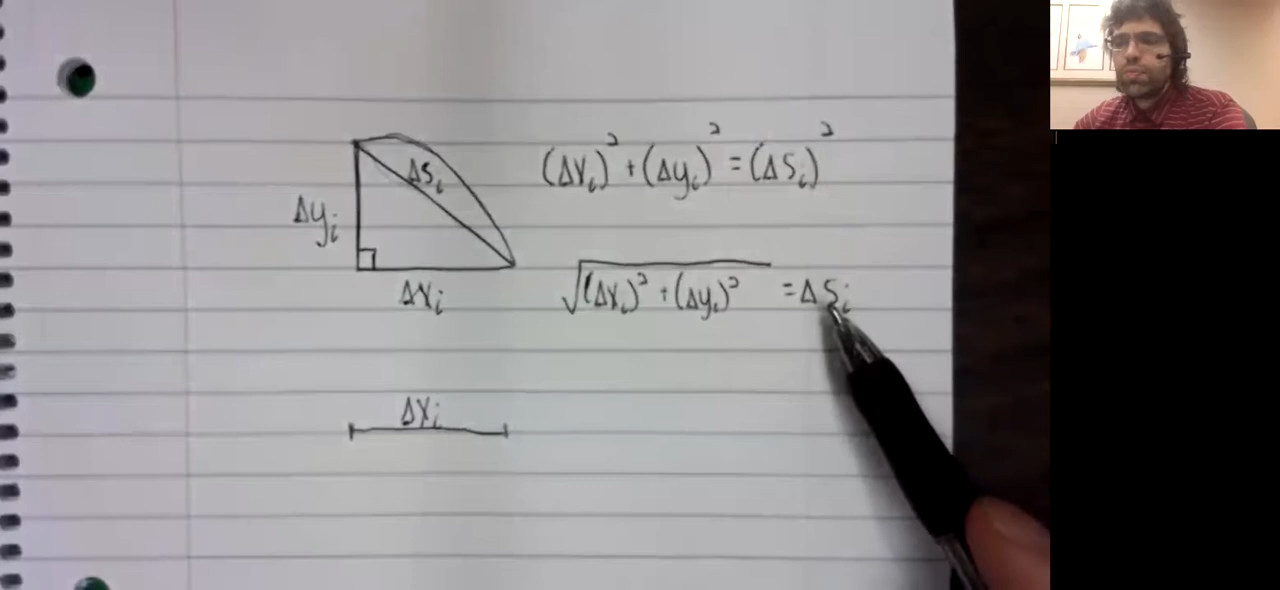 ΔSᵢ
(ΔXᵢ)² + (Δyᵢ)² = (ΔSᵢ)²
Δyᵢ
ΔXᵢ
√(ΔXᵢ)² + (Δyᵢ)² = ΔSᵢ
ΔXᵢ